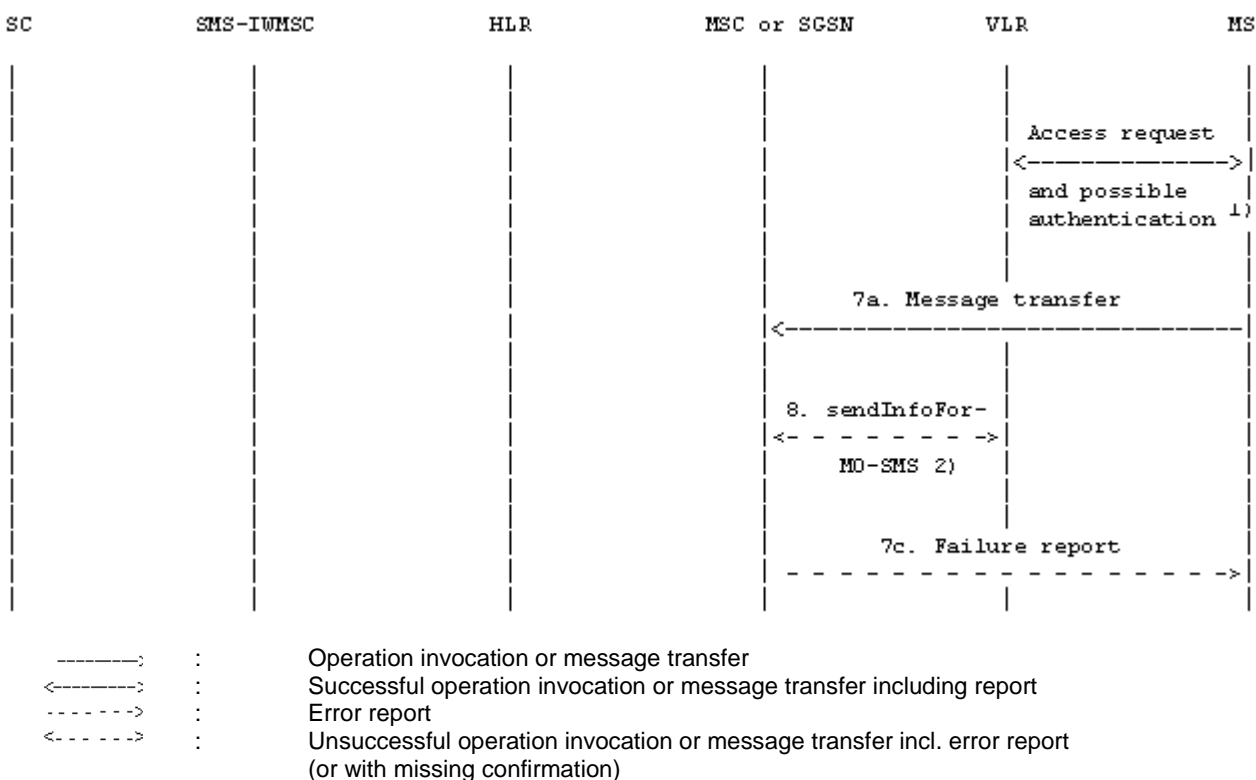 SC SMS-IWMSC HLR MSC or SGSN VLR MS
Access request
and possible
authentication 1)
7a. Message transfer
8. sendInfoFor-
MO-SMS 2)
7c. Failure report
: Operation invocation or message transfer
: Successful operation invocation or message transfer including report
: Error report
: Unsuccessful operation invocation or message transfer incl. error report
(or with missing confirmation)